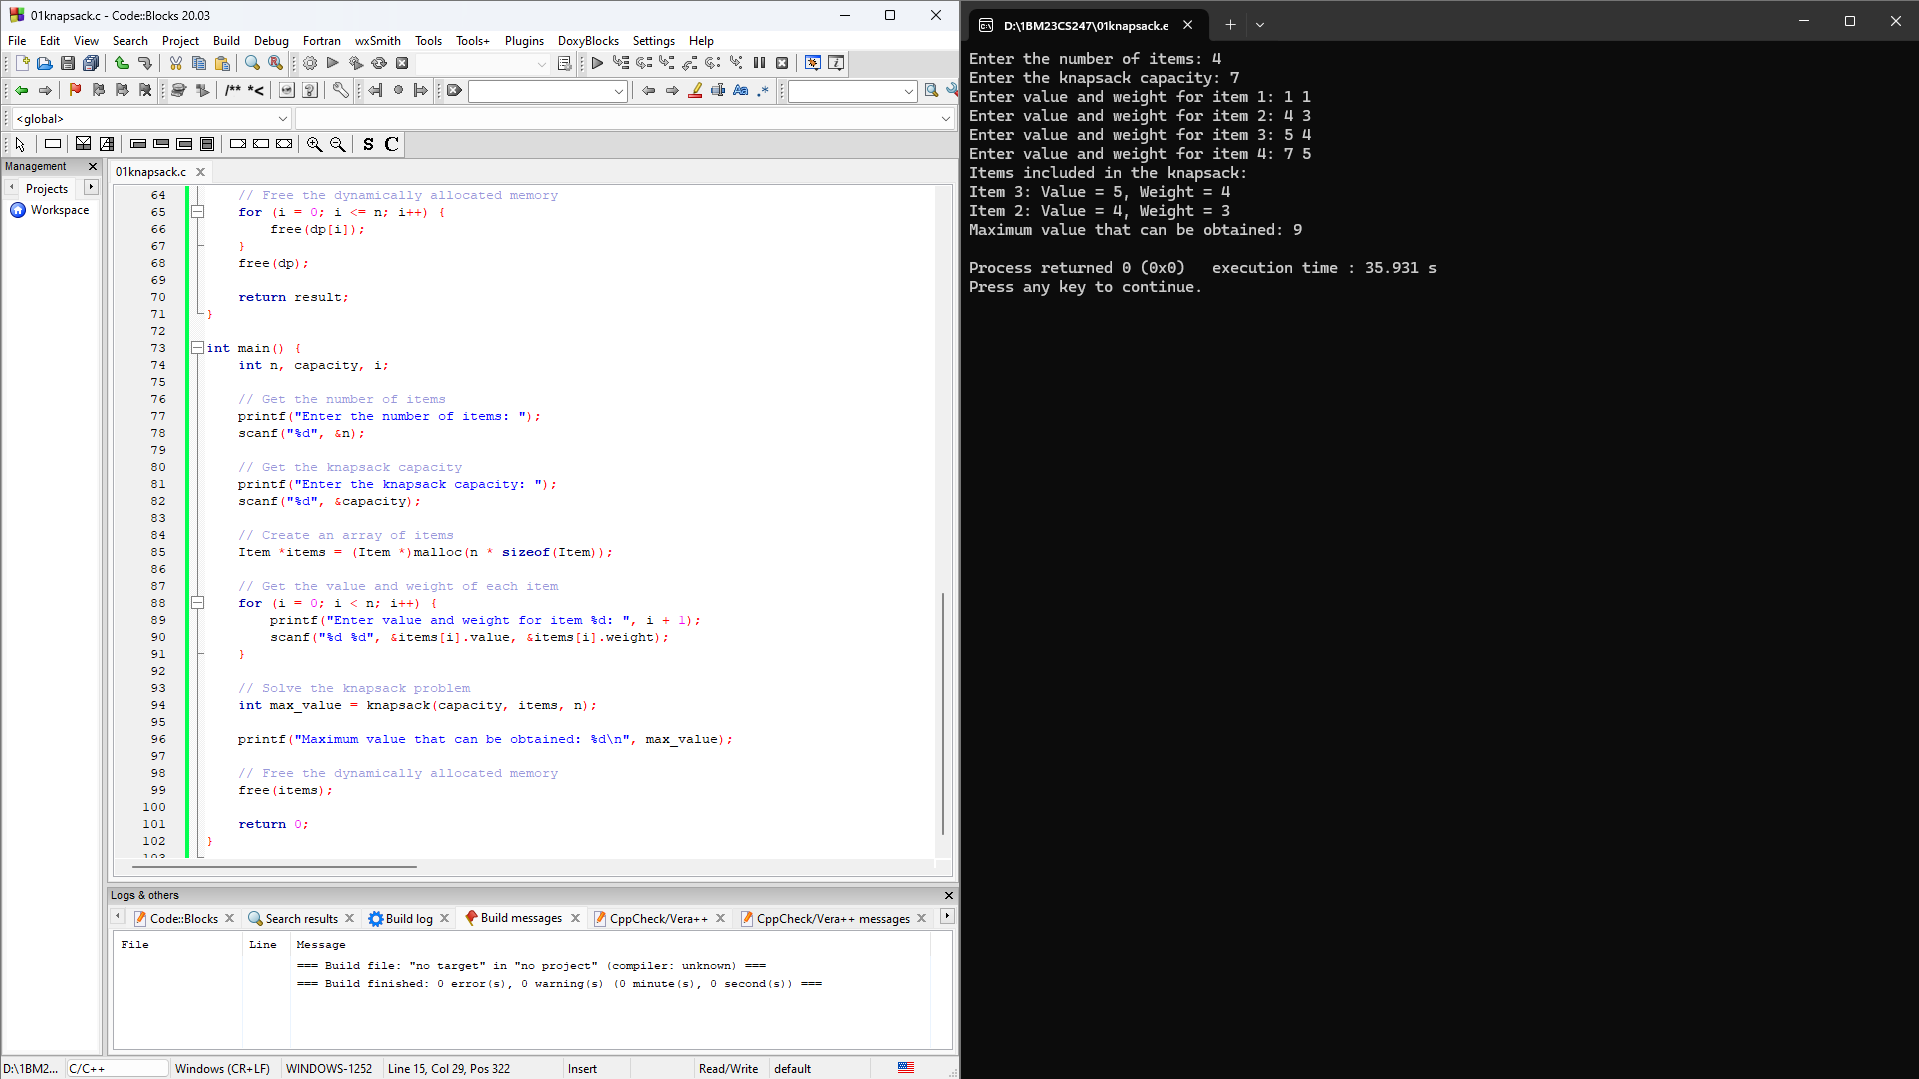 01knapsack.c - Code::Blocks 20.03
File Edit View Search Project Build Debug Fortran wxSmith Tools Tools+ Plugins DoxyBlocks Settings Help
/** *<
Aa .*
<global>
S C
Management
Projects
Workspace
01knapsack.c
64 // Free the dynamically allocated memory
65 for (i = 0; i <= n; i++) {
66 free(dp[i]);
67 }
68 free(dp);
69
70 return result;
71 }
72
73 int main() {
74 int n, capacity, i;
75
76 // Get the number of items
77 printf("Enter the number of items: ");
78 scanf("%d", &n);
79
80 // Get the knapsack capacity
81 printf("Enter the knapsack capacity: ");
82 scanf("%d", &capacity);
83
84 // Create an array of items
85 Item *items = (Item *)malloc(n * sizeof(Item));
86
87 // Get the value and weight of each item
88 for (i = 0; i < n; i++) {
89 printf("Enter value and weight for item %d: ", i + 1);
90 scanf("%d %d", &items[i].value, &items[i].weight);
91 }
92
93 // Solve the knapsack problem
94 int max_value = knapsack(capacity, items, n);
95
96 printf("Maximum value that can be obtained: %d\n", max_value);
97
98 // Free the dynamically allocated memory
99 free(items);
100
101 return 0;
102 }
103
Logs & others
Code::Blocks Search results Build log Build messages CppCheck/Vera++ CppCheck/Vera++ messages
File Line Message
=== Build file: "no target" in "no project" (compiler: unknown) ===
=== Build finished: 0 error(s), 0 warning(s) (0 minute(s), 0 second(s)) ===
D:\1BM2... C/C++ Windows (CR+LF) WINDOWS-1252 Line 15, Col 29, Pos 322 Insert Read/Write default
D:\1BM23CS247\01knapsack.e
Enter the number of items: 4
Enter the knapsack capacity: 7
Enter value and weight for item 1: 1 1
Enter value and weight for item 2: 4 3
Enter value and weight for item 3: 5 4
Enter value and weight for item 4: 7 5
Items included in the knapsack:
Item 3: Value = 5, Weight = 4
Item 2: Value = 4, Weight = 3
Maximum value that can be obtained: 9
Process returned 0 (0x0) execution time : 35.931 s
Press any key to continue.